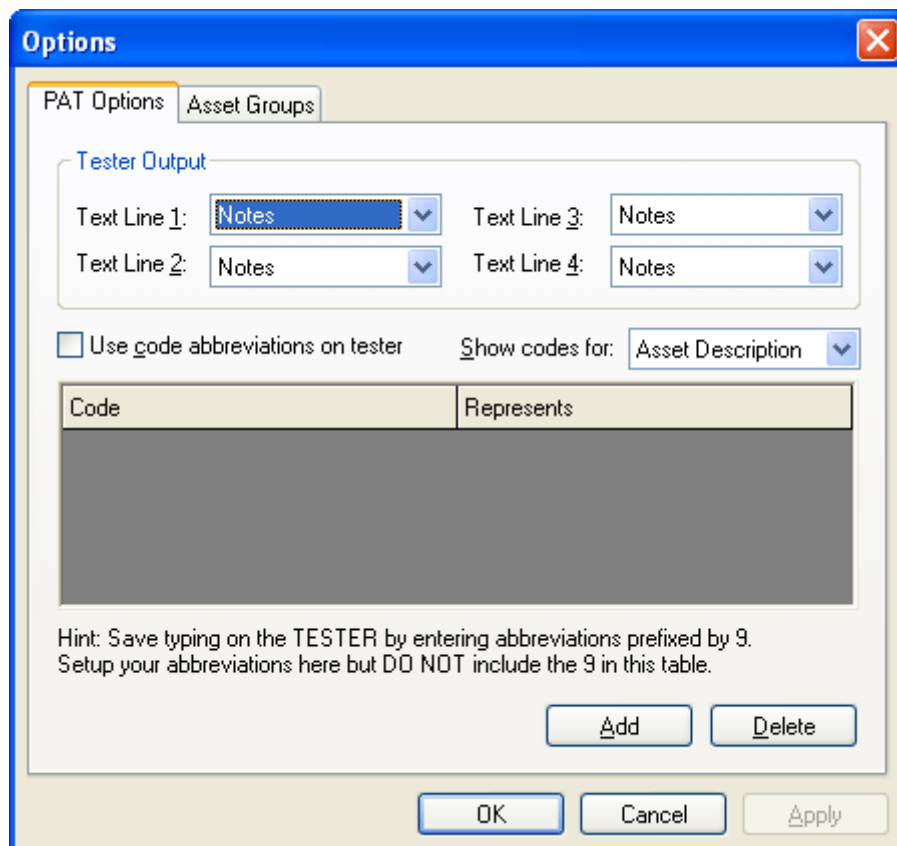 Options
PAT Options Asset Groups
Tester Output
Text Line 1: Notes Text Line 3: Notes
Text Line 2: Notes Text Line 4: Notes
Use code abbreviations on tester Show codes for: Asset Description
Code Represents
Hint: Save typing on the TESTER by entering abbreviations prefixed by 9.
Setup your abbreviations here but DO NOT include the 9 in this table.
Add Delete
OK Cancel Apply